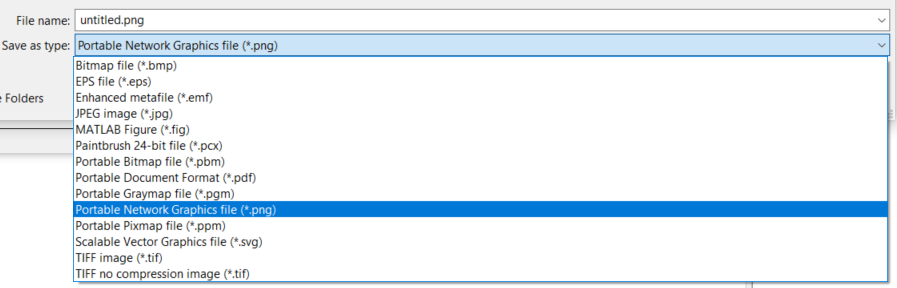 File name: untitled.png
Save as type: Portable Network Graphics file (*.png)
Bitmap file (*.bmp)
EPS file (*.eps)
Enhanced metafile (*.emf)
Folders
JPEG image (*.jpg)
MATLAB Figure (*.fig)
Paintbrush 24-bit file (*.pcx)
Portable Bitmap file (*.pbm)
Portable Document Format (*.pdf)
Portable Graymap file (*.pgm)
Portable Network Graphics file (*.png)
Portable Pixmap file (*.ppm)
Scalable Vector Graphics file (*.svg)
TIFF image (*.tif)
TIFF no compression image (*.tif)